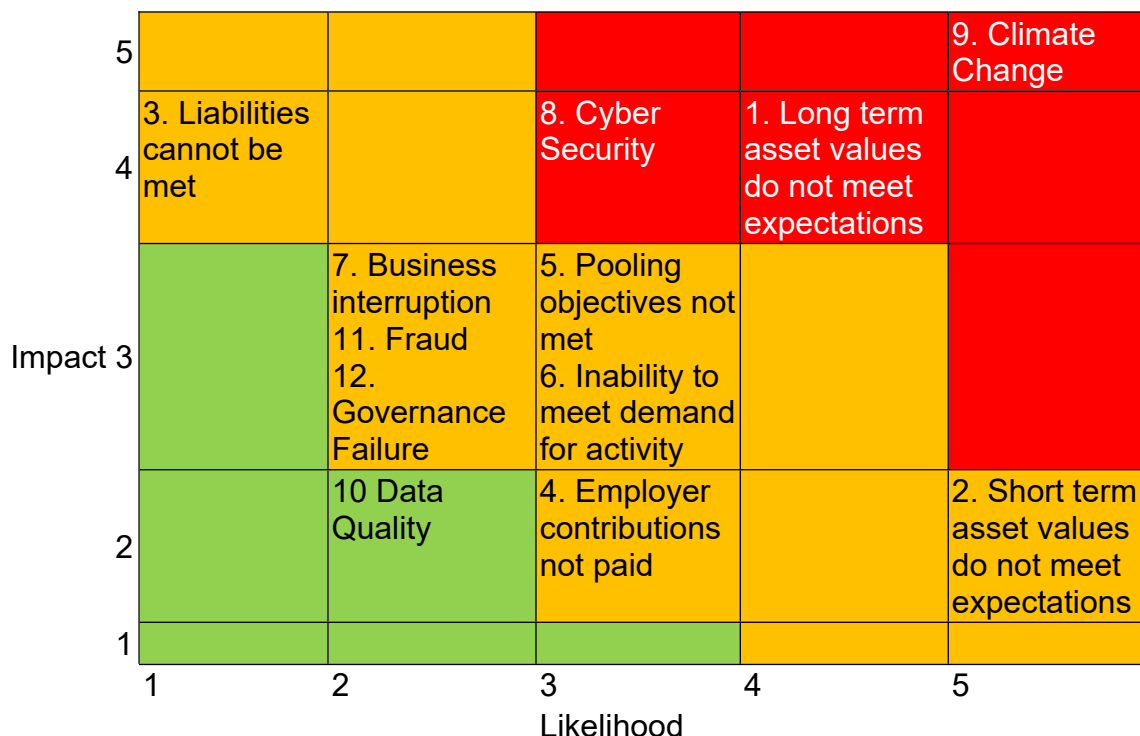 5
9. Climate
Change
4
3. Liabilities
cannot be
met
8. Cyber
Security
1. Long term
asset values
do not meet
expectations
Impact 3
7. Business
interruption
11. Fraud
12.
Governance
Failure
5. Pooling
objectives not
met
6. Inability to
meet demand
for activity
2
10 Data
Quality
4. Employer
contributions
not paid
2. Short term
asset values
do not meet
expectations
1
1 2 3 4 5
Likelihood